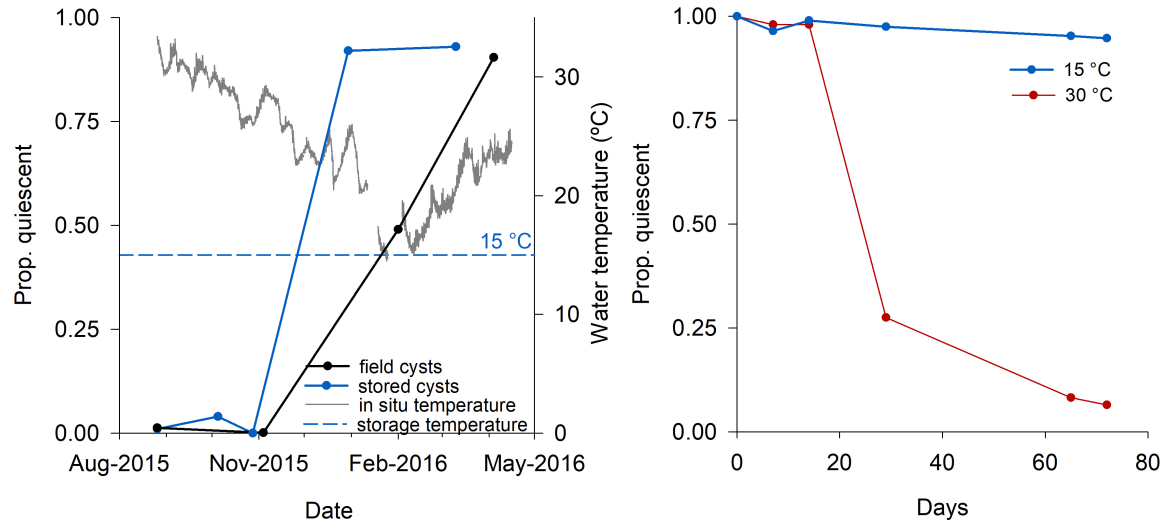 1.00
0.75
0.50
0.25
0.00
Prop. quiescent
30
20
10
0
Water temperature (ºC)
15 °C
field cysts
stored cysts
in situ temperature
storage temperature
Aug-2015 Nov-2015 Feb-2016 May-2016
Date
1.00
0.75
0.50
0.25
0.00
Prop. quiescent
15 °C
30 °C
0 20 40 60 80
Days